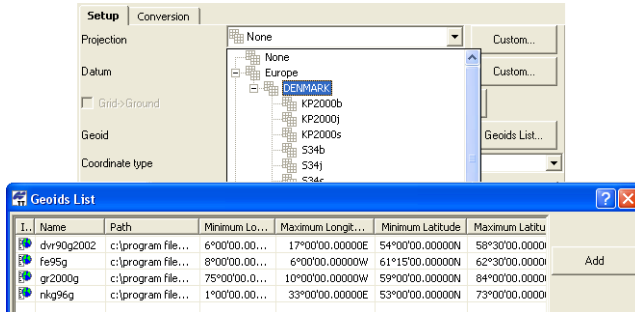 Setup Conversion
Projection None Custom...
None
Datum Europe Custom...
DENMARK
Grid->Ground KP2000b
KP2000j
Geoid KP2000s Geoids List...
S34b
Coordinate type S34j
S34s
Geoids List
I.. Name Path Minimum Lo... Maximum Longit... Minimum Latitude Maximum Latitu
dvr90g2002 c:\program file... 6°00'00.00... 17°00'00.00000E 54°00'00.00000N 58°30'00.0000
fe95g c:\program file... 8°00'00.0... 6°00'00.00000W 61°15'00.00000N 62°30'00.0000 Add
gr2000g c:\program file... 75°00'00.0... 10°00'00.00000W 59°00'00.00000N 84°00'00.0000
nkg96g c:\program file... 1°00'00.00... 33°00'00.00000E 53°00'00.00000N 73°00'00.0000